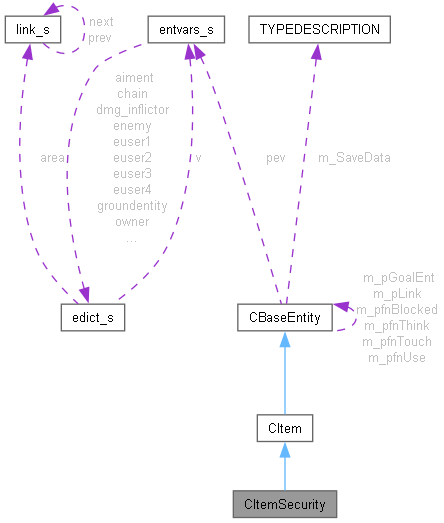 next
prev
link_s
entvars_s
TYPEDESCRIPTION
aiment
chain
dmg_inflictor
enemy
euser1
euser2
euser3
euser4
groundentity
owner
...
area
v
pev
m_SaveData
m_pGoalEnt
m_pLink
m_pfnBlocked
m_pfnThink
m_pfnTouch
m_pfnUse
edict_s
CBaseEntity
CItem
CItemSecurity